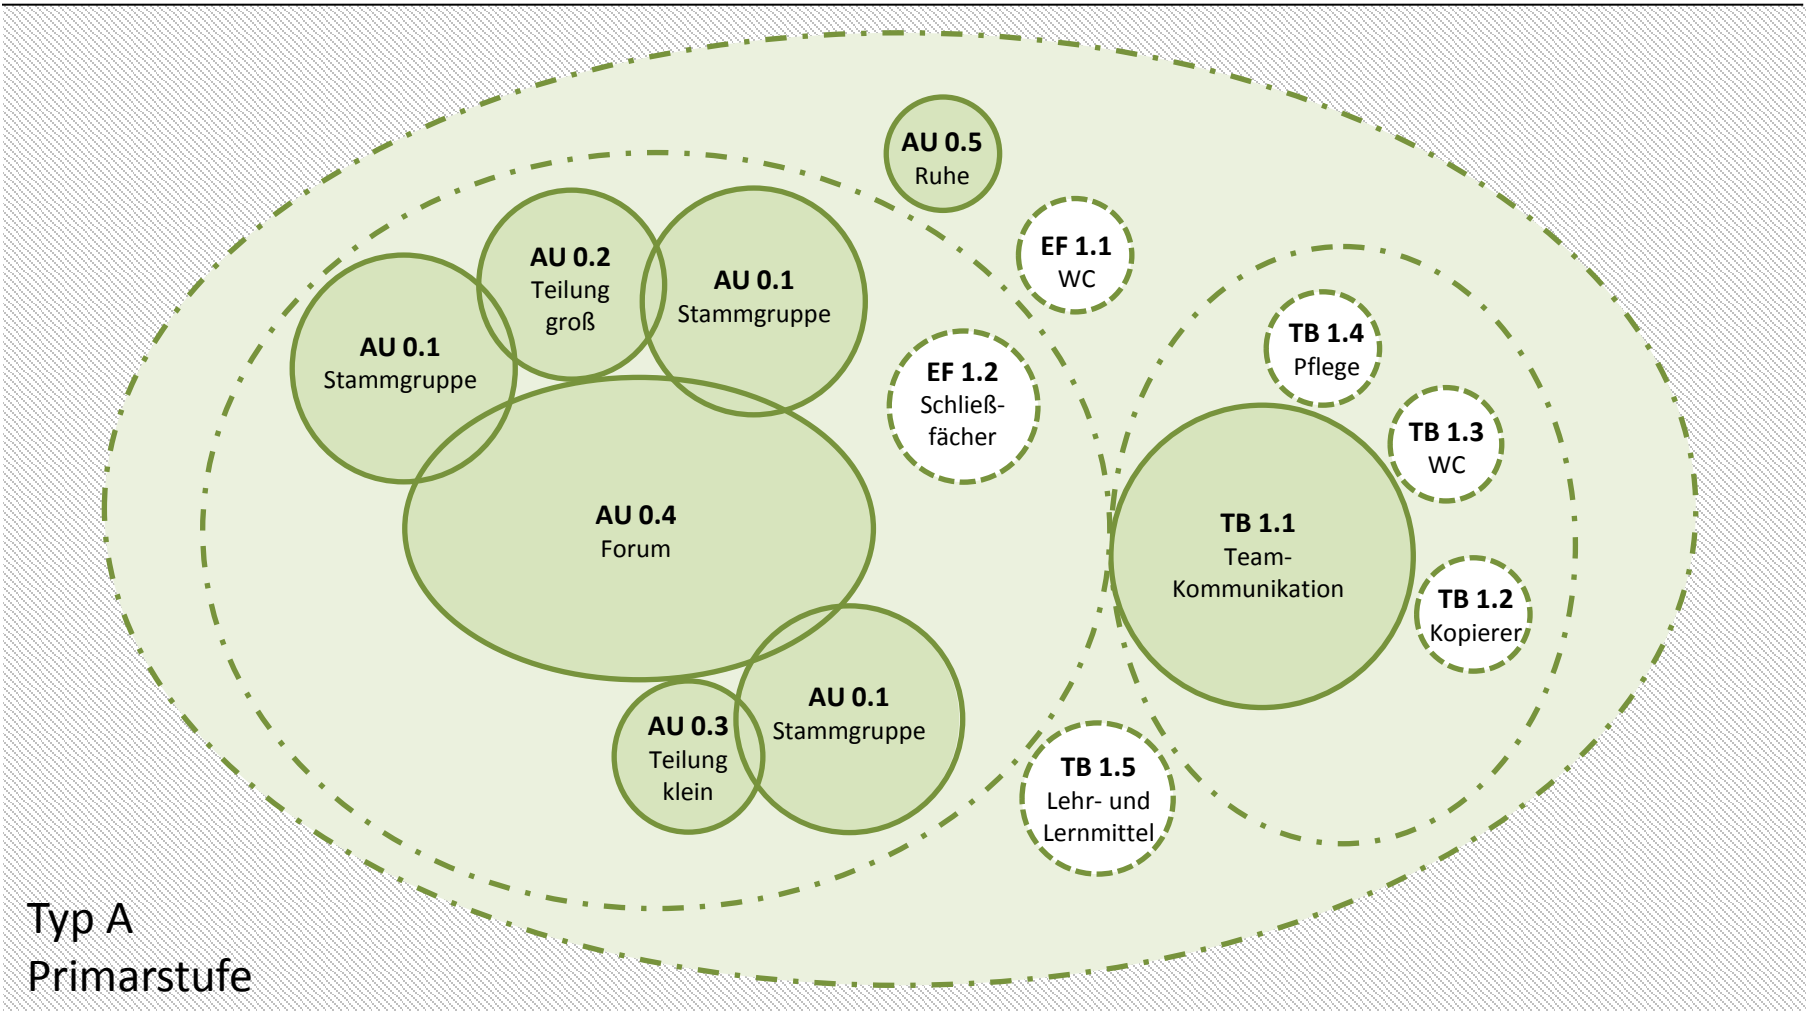 AU 0.5
Ruhe
EF 1.1
WC
AU 0.2
Teilung
groß
AU 0.1
Stammgruppe
AU 0.1
Stammgruppe
EF 1.2
Schließ-
fächer
TB 1.4
Pflege
TB 1.3
WC
AU 0.4
Forum
TB 1.1
Team-
Kommunikation
TB 1.2
Kopierer
AU 0.3
Teilung
klein
AU 0.1
Stammgruppe
TB 1.5
Lehr- und
Lernmittel
Typ A
Primarstufe